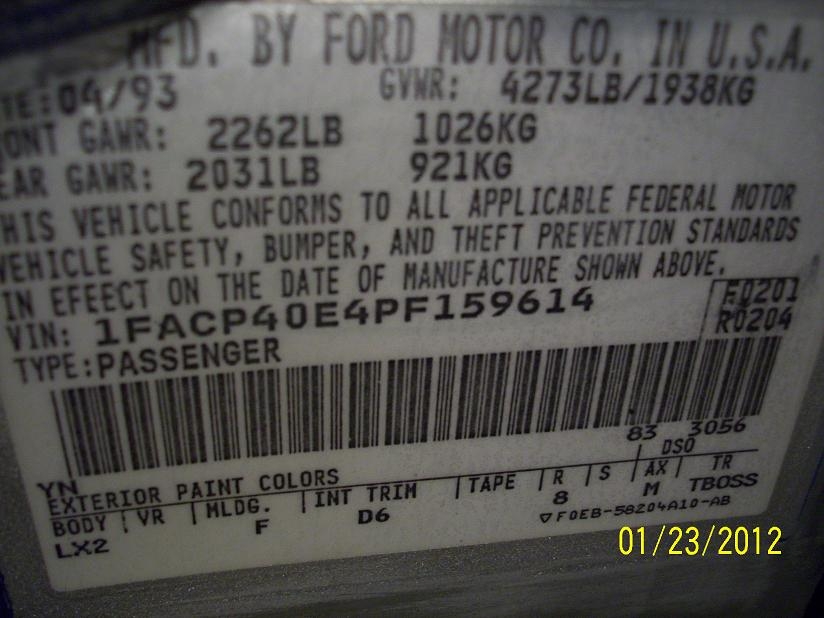 MFD. BY FORD MOTOR CO. IN U.S.A.
TE: 04/93 GVWR: 4273LB/1938KG
ONT GAWR: 2262LB 1026KG
EAR GAWR: 2031LB 921KG
THIS VEHICLE CONFORMS TO ALL APPLICABLE FEDERAL MOTOR
VEHICLE SAFETY, BUMPER, AND THEFT PREVENTION STANDARDS
IN EFEECT ON THE DATE OF MANUFACTURE SHOWN ABOVE.
VIN: 1FACP40E4PF159614 F0201
TYPE: PASSENGER R0204
83 3056
YN DSO
EXTERIOR PAINT COLORS
BODY VR MLDG. INT TRIM TAPE R S AX TR
LX2 F D6 8 M TBOSS
▽F0EB-58204A10-AB
01/23/2012